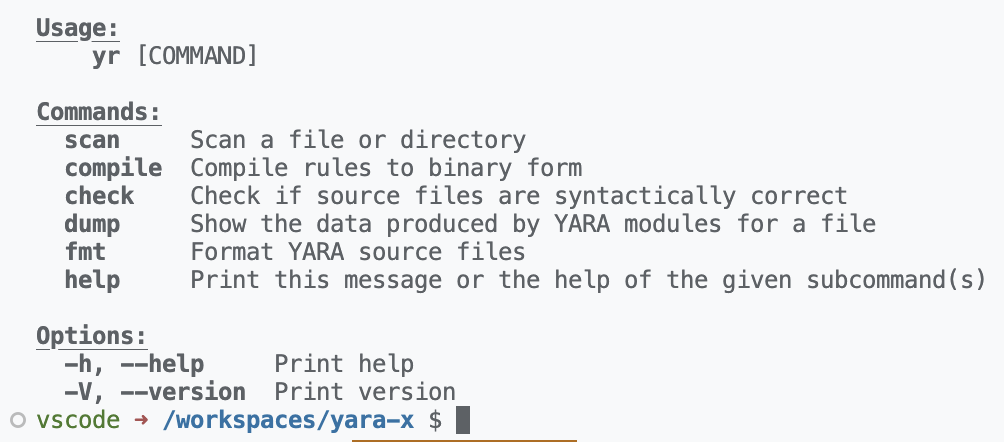 Usage:
yr [COMMAND]
Commands:
scan Scan a file or directory
compile Compile rules to binary form
check Check if source files are syntactically correct
dump Show the data produced by YARA modules for a file
fmt Format YARA source files
help Print this message or the help of the given subcommand(s)
Options:
-h, --help Print help
-V, --version Print version
vscode → /workspaces/yara-x $